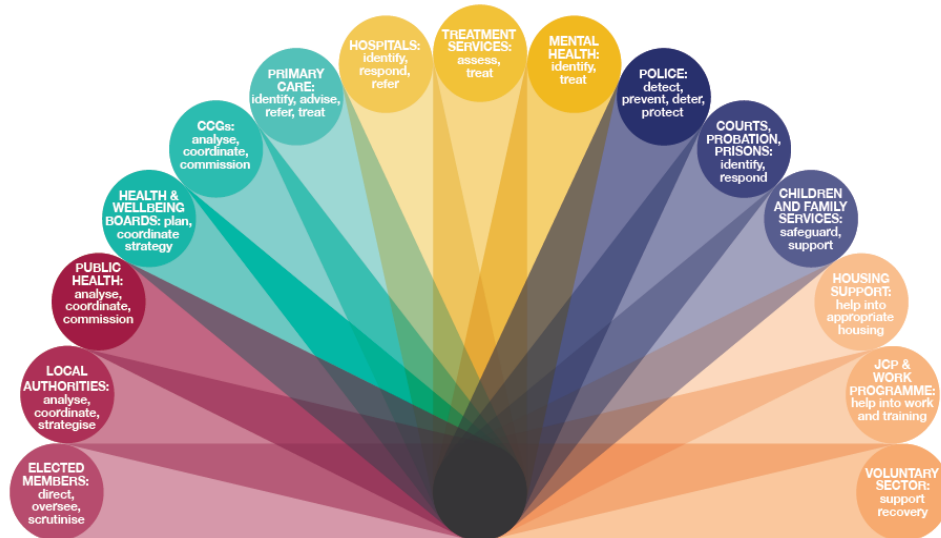 ELECTED
MEMBERS:
direct,
oversee,
scrutinise
LOCAL
AUTHORITIES:
analyse,
coordinate,
strategise
PUBLIC
HEALTH:
analyse,
coordinate,
commission
HEALTH &
WELLBEING
BOARDS: plan,
coordinate
strategy
CCGs:
analyse,
coordinate,
commission
PRIMARY
CARE:
identify, advise,
refer, treat
HOSPITALS:
identify,
respond,
refer
TREATMENT
SERVICES:
assess,
treat
MENTAL
HEALTH:
identify,
treat
POLICE:
detect,
prevent, deter,
protect
COURTS,
PROBATION,
PRISONS:
identify,
respond
CHILDREN
AND FAMILY
SERVICES:
safeguard,
support
HOUSING
SUPPORT:
help into
appropriate
housing
JCP &
WORK
PROGRAMME:
help into work
and training
VOLUNTARY
SECTOR:
support
recovery